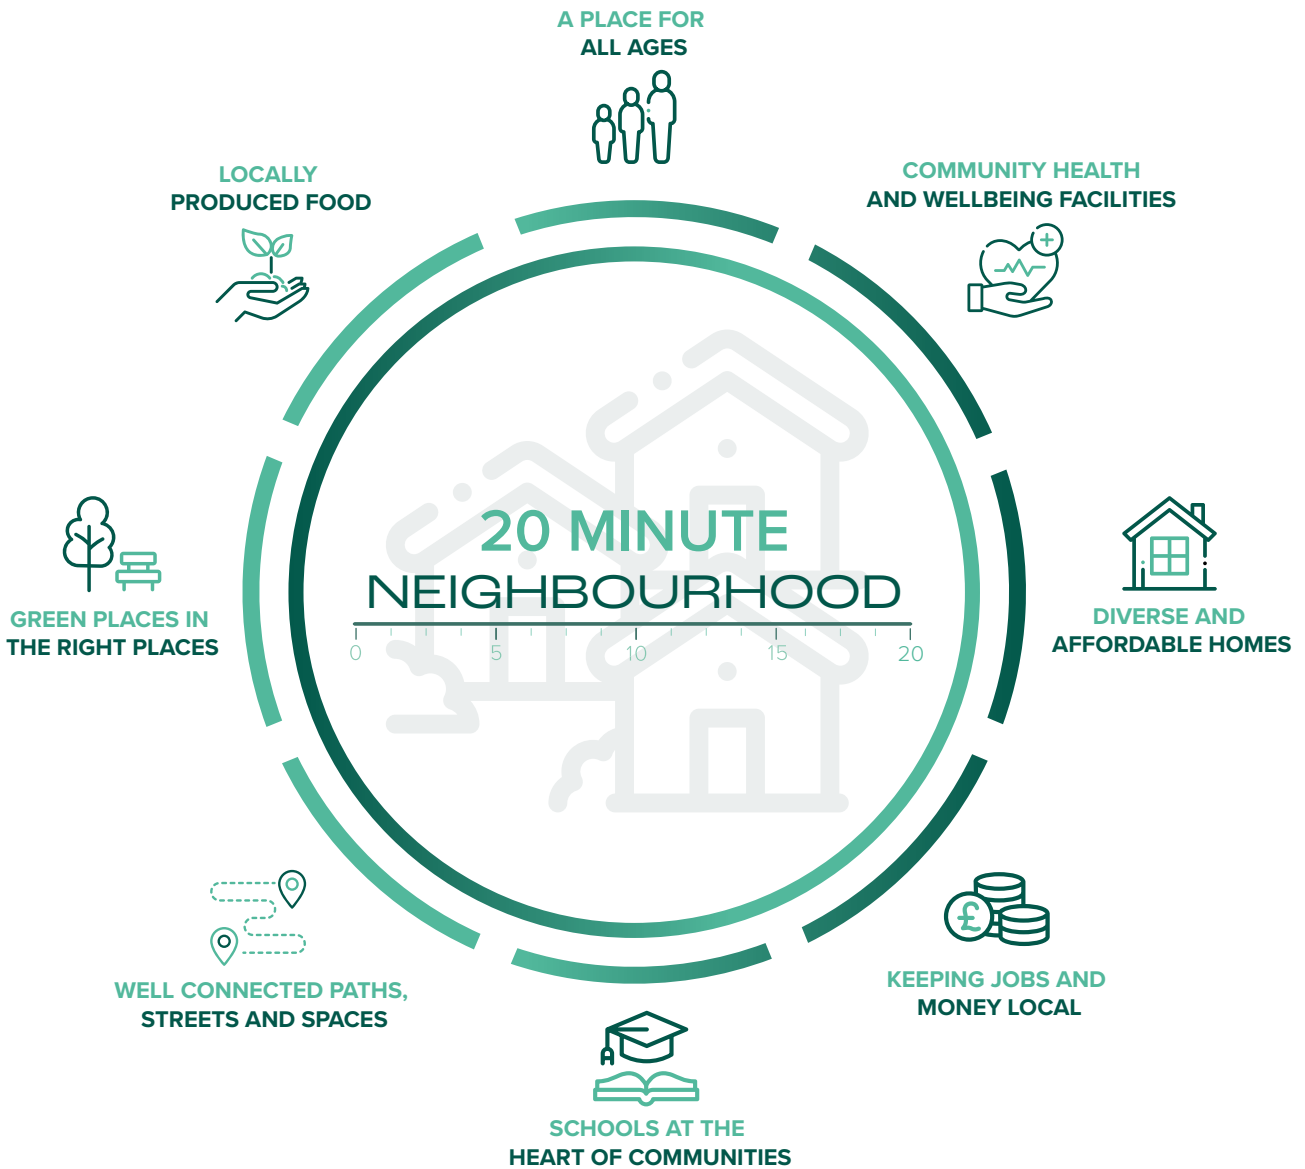 A PLACE FOR
ALL AGES
COMMUNITY HEALTH
AND WELLBEING FACILITIES
DIVERSE AND
AFFORDABLE HOMES
KEEPING JOBS AND
MONEY LOCAL
SCHOOLS AT THE
HEART OF COMMUNITIES
WELL CONNECTED PATHS,
STREETS AND SPACES
GREEN PLACES IN
THE RIGHT PLACES
LOCALLY
PRODUCED FOOD
20 MINUTE
NEIGHBOURHOOD
0 5 10 15 20
£